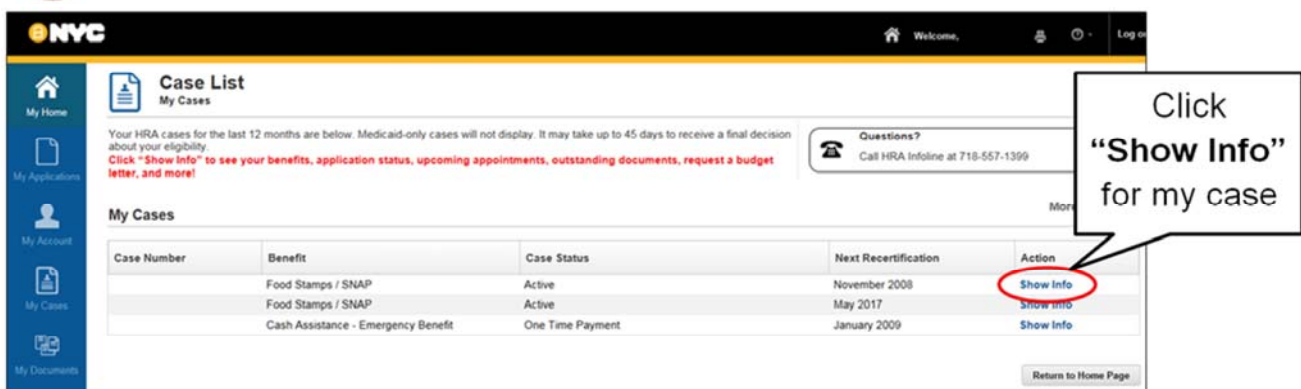 NYC
Welcome,
Log o
My Home
My Applications
My Account
My Cases
My Documents
Case List
My Cases
Your HRA cases for the last 12 months are below. Medicaid-only cases will not display. It may take up to 45 days to receive a final decision
about your eligibility.
Click "Show Info" to see your benefits, application status, upcoming appointments, outstanding documents, request a budget
letter, and more!
Questions?
Call HRA Infoline at 718-557-1399
Click
“Show Info”
for my case
My Cases
More
Case Number Benefit Case Status Next Recertification Action
Food Stamps / SNAP Active November 2008 Show Info
Food Stamps / SNAP Active May 2017 Show Info
Cash Assistance - Emergency Benefit One Time Payment January 2009 Show Info
Return to Home Page